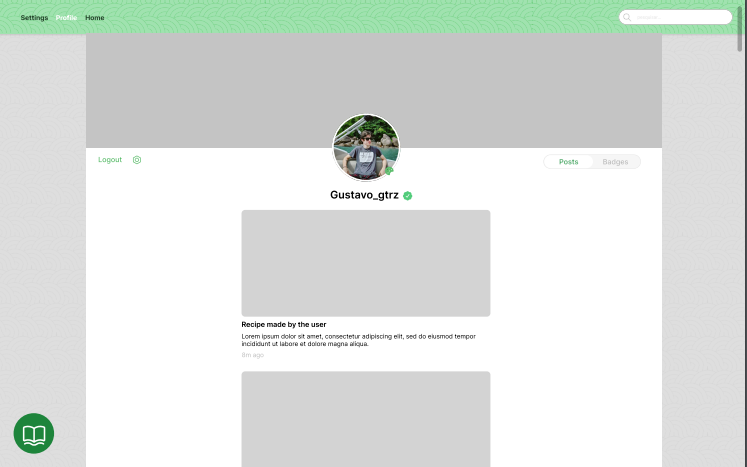 Settings Profile Home
Logout
Posts Badges
Gustavo_gtrz
Recipe made by the user
Lorem ipsum dolor sit amet, consectetur adipiscing elit, sed do eiusmod tempor
incididunt ut labore et dolore magna aliqua.
8m ago